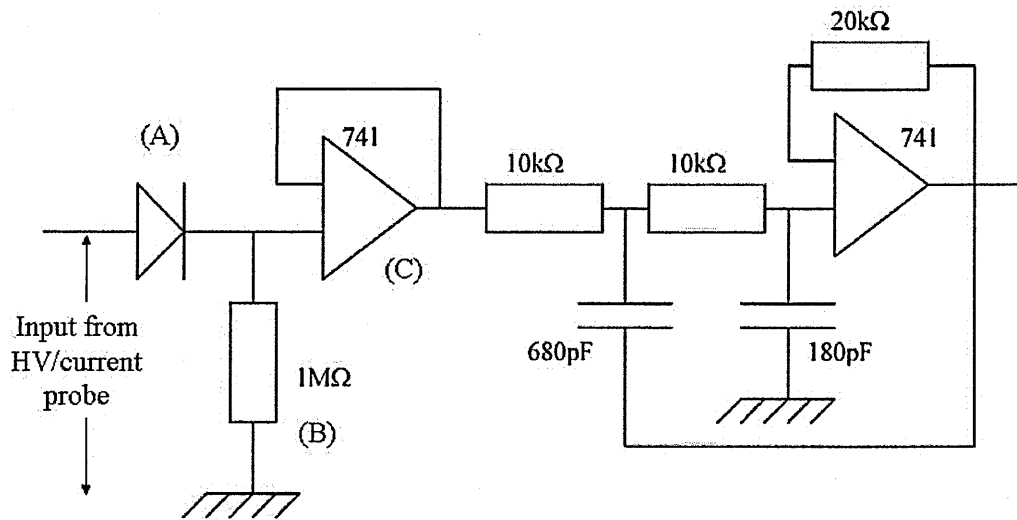 20kΩ
(A)
741
741
10kΩ
10kΩ
(C)
Input from
HV/current
probe
1MΩ
680pF
180pF
(B)